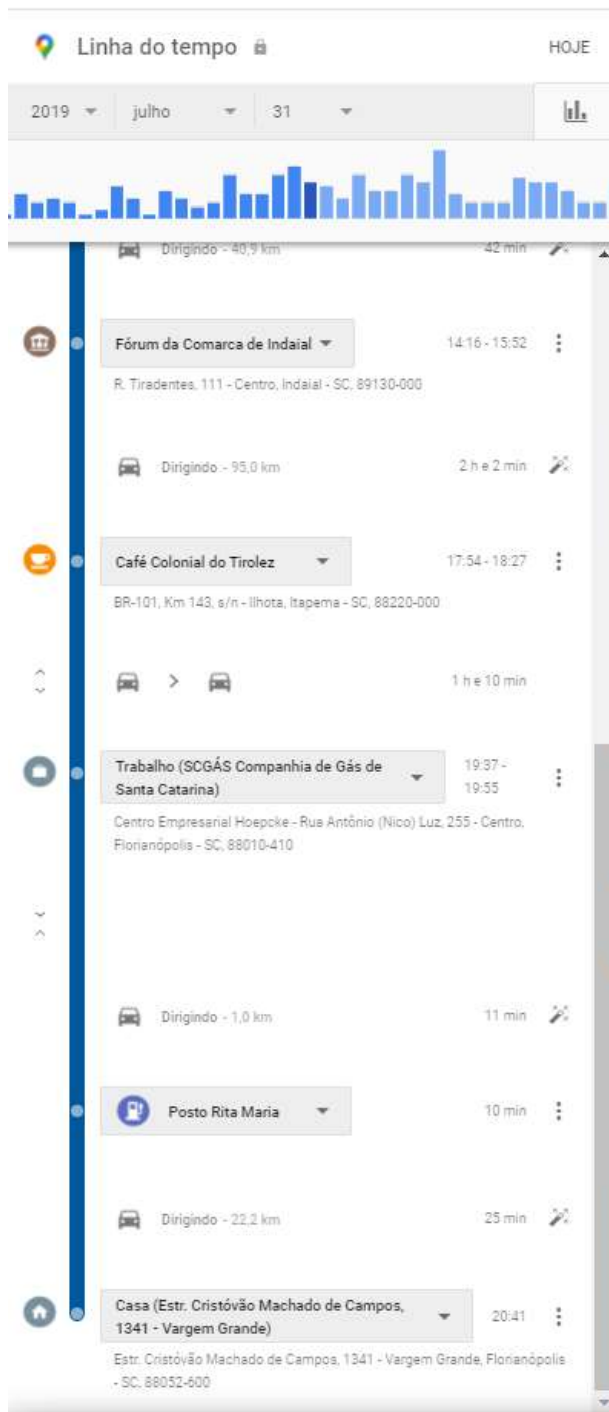 Linha do tempo
HOJE
2019
julho
31
Dirigindo - 40,9 km
42 min
Fórum da Comarca de Indaial
14:16 - 15:52
R. Tiradentes, 111 - Centro, Indaial - SC, 89130-000
Dirigindo - 95,0 km
2 h e 2 min
Café Colonial do Tirolez
17:54 - 18:27
BR-101, Km 143, s/n - Ilhota, Itapema - SC, 88220-000
1 h e 10 min
Trabalho (SCGÁS Companhia de Gás de
Santa Catarina)
19:37 -
19:55
Centro Empresarial Hoepcke - Rua Antônio (Nico) Luz, 255 - Centro,
Florianópolis - SC, 88010-410
Dirigindo - 1,0 km
11 min
Posto Rita Maria
10 min
Dirigindo - 22,2 km
25 min
Casa (Estr. Cristóvão Machado de Campos,
1341 - Vargem Grande)
20:41
Estr. Cristóvão Machado de Campos, 1341 - Vargem Grande, Florianópolis
- SC, 88052-600